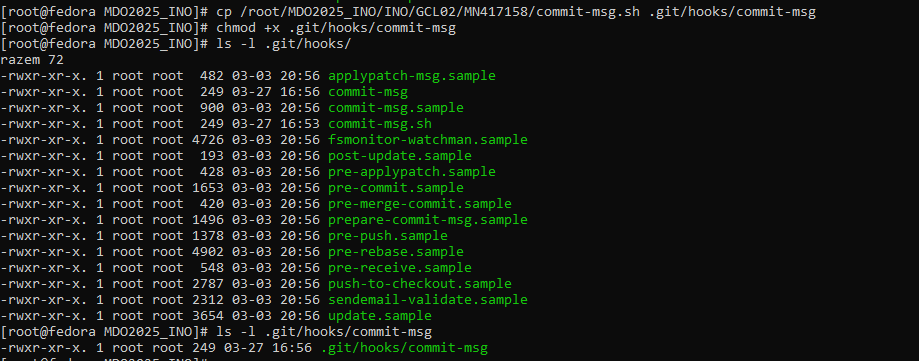 [root@fedora MDO2025_INO]# cp /root/MDO2025_INO/INO/GCL02/MN417158/commit-msg.sh .git/hooks/commit-msg
[root@fedora MDO2025_INO]# chmod +x .git/hooks/commit-msg
[root@fedora MDO2025_INO]# ls -l .git/hooks/
razem 72
-rwxr-xr-x. 1 root root  482 03-03 20:56 applypatch-msg.sample
-rwxr-xr-x. 1 root root  249 03-27 16:56 commit-msg
-rwxr-xr-x. 1 root root  900 03-03 20:56 commit-msg.sample
-rwxr-xr-x. 1 root root  249 03-27 16:53 commit-msg.sh
-rwxr-xr-x. 1 root root 4726 03-03 20:56 fsmonitor-watchman.sample
-rwxr-xr-x. 1 root root  193 03-03 20:56 post-update.sample
-rwxr-xr-x. 1 root root  428 03-03 20:56 pre-applypatch.sample
-rwxr-xr-x. 1 root root 1653 03-03 20:56 pre-commit.sample
-rwxr-xr-x. 1 root root  420 03-03 20:56 pre-merge-commit.sample
-rwxr-xr-x. 1 root root 1496 03-03 20:56 prepare-commit-msg.sample
-rwxr-xr-x. 1 root root 1378 03-03 20:56 pre-push.sample
-rwxr-xr-x. 1 root root 4902 03-03 20:56 pre-rebase.sample
-rwxr-xr-x. 1 root root  548 03-03 20:56 pre-receive.sample
-rwxr-xr-x. 1 root root 2787 03-03 20:56 push-to-checkout.sample
-rwxr-xr-x. 1 root root 2312 03-03 20:56 sendemail-validate.sample
-rwxr-xr-x. 1 root root 3654 03-03 20:56 update.sample
[root@fedora MDO2025_INO]# ls -l .git/hooks/commit-msg
-rwxr-xr-x. 1 root root 249 03-27 16:56 .git/hooks/commit-msg